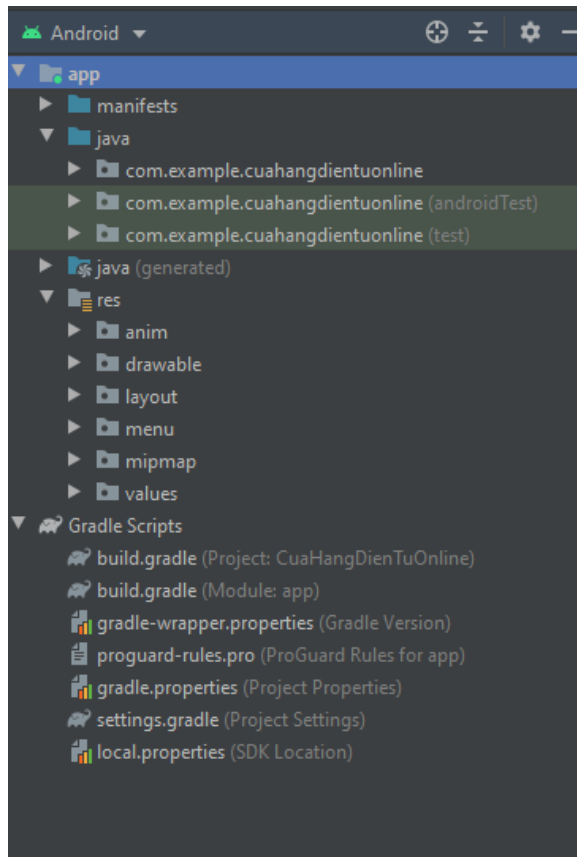 Android
app
manifests
java
com.example.cuahangdientuonline
com.example.cuahangdientuonline (androidTest)
com.example.cuahangdientuonline (test)
java (generated)
res
anim
drawable
layout
menu
mipmap
values
Gradle Scripts
build.gradle (Project: CuaHangDienTuOnline)
build.gradle (Module: app)
gradle-wrapper.properties (Gradle Version)
proguard-rules.pro (ProGuard Rules for app)
gradle.properties (Project Properties)
settings.gradle (Project Settings)
local.properties (SDK Location)